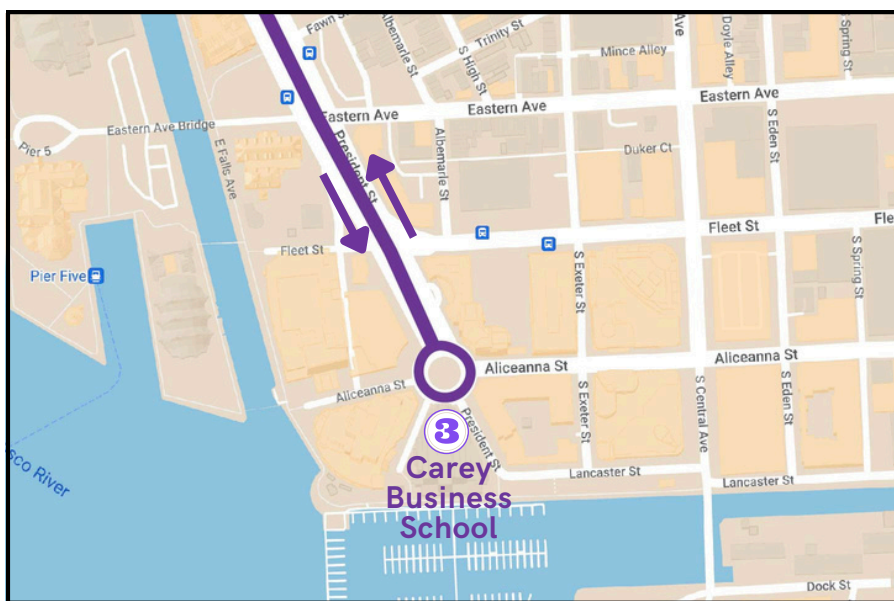 Fawn St
Albemarle St
Trinity St
S High St
Mince Alley
Ave
Doyle Alley
S Spring St
Eastern Ave
Eastern Ave
Eastern Ave
Eastern Ave Bridge
Pier 5
E Falls Ave
President St
Albemarle St
Duker Ct
S Eden St
Fleet St
Fleet St
Fle
Pier Five
S Exeter St
S Spring St
Aliceanna St
Aliceanna St
Aliceanna St
S Exeter St
S Central Ave
S Eden St
sco River
3
President St
Carey
Business
School
Lancaster St
Lancaster St
Dock St